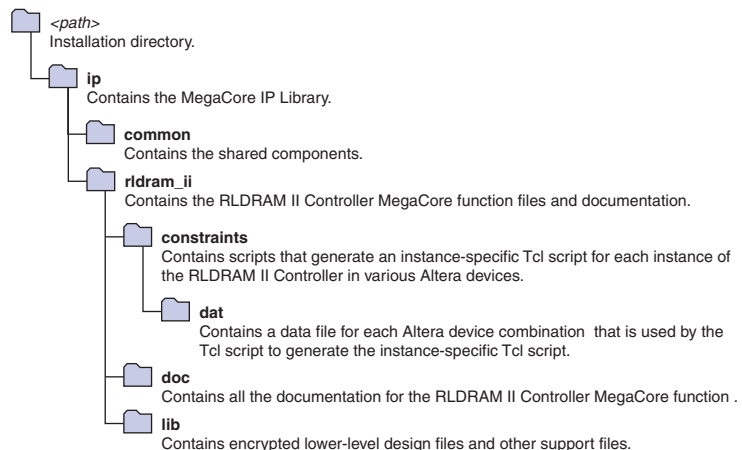 <path>
Installation directory.
ip
Contains the MegaCore IP Library.
common
Contains the shared components.
rldram_ii
Contains the RLDRAM II Controller MegaCore function files and documentation.
constraints
Contains scripts that generate an instance-specific Tcl script for each instance of
the RLDRAM II Controller in various Altera devices.
dat
Contains a data file for each Altera device combination  that is used by the
Tcl script to generate the instance-specific Tcl script.
doc
Contains all the documentation for the RLDRAM II Controller MegaCore function .
lib
Contains encrypted lower-level design files and other support files.